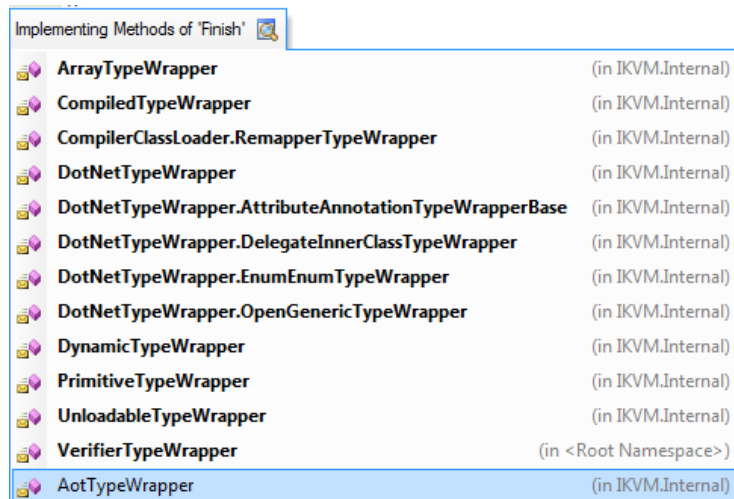 Implementing Methods of 'Finish'
ArrayTypeWrapper (in IKVM.Internal)
CompiledTypeWrapper (in IKVM.Internal)
CompilerClassLoader.RemapperTypeWrapper (in IKVM.Internal)
DotNetTypeWrapper (in IKVM.Internal)
DotNetTypeWrapper.AttributeAnnotationTypeWrapperBase (in IKVM.Internal)
DotNetTypeWrapper.DelegateInnerClassTypeWrapper (in IKVM.Internal)
DotNetTypeWrapper.EnumEnumTypeWrapper (in IKVM.Internal)
DotNetTypeWrapper.OpenGenericTypeWrapper (in IKVM.Internal)
DynamicTypeWrapper (in IKVM.Internal)
PrimitiveTypeWrapper (in IKVM.Internal)
UnloadableTypeWrapper (in IKVM.Internal)
VerifierTypeWrapper (in <Root Namespace>)
AotTypeWrapper (in IKVM.Internal)